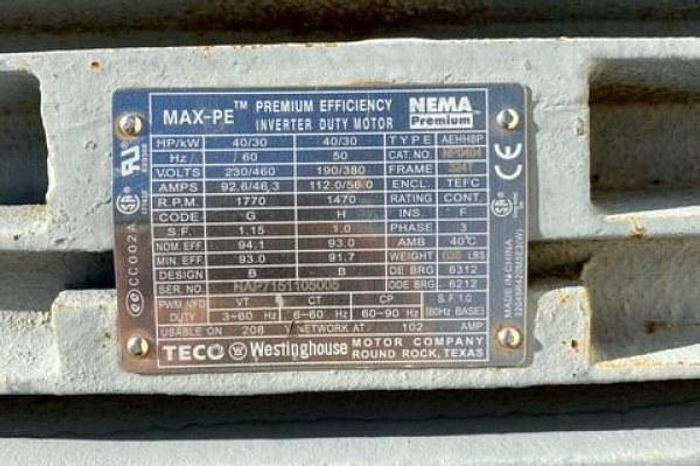 MAX-PE™ PREMIUM EFFICIENCY INVERTER DUTY MOTOR NEMA Premium
HP/kW 40/30 40/30 TYPE AEHH8P
Hz 60 50 CAT. NO. NP0404
VOLTS 230/460 190/380 FRAME 324T
AMPS 92.6/46.3 112.0/56.0 ENCL. TEFC
R.P.M. 1770 1470 RATING CONT.
CODE G H INS. F
S.F. 1.15 1.0 PHASE 3
NOM. EFF 94.1 93.0 AMB 40°C
MIN. EFF 93.0 91.7 WEIGHT LBS
DESIGN B B DE BRG 6312
SER NO. NAP7151105005 ODE BRG 6212
PWM VFD VT CT CP S.F. 1.0
DUTY 3-60 Hz 6-60 Hz 60-90 Hz (60Hz BASE)
USABLE ON 208 NETWORK AT 102 AMP
TECO Westinghouse MOTOR COMPANY
ROUND ROCK, TEXAS
CC002A
CE
MADE IN CHINA